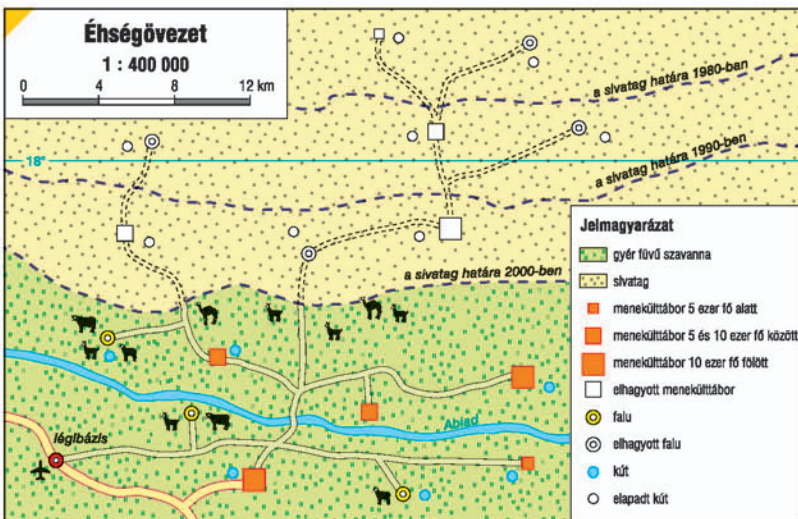 Éhségövezet
1 : 400 000
0 4 8 12 km
a sivatag határa 1980-ban
18°
a sivatag határa 1990-ben
a sivatag határa 2000-ben
Abiad
légibázis
Jelmagyarázat
gyér füvű szavanna
sivatag
menekülttábor 5 ezer fő alatt
menekülttábor 5 és 10 ezer fő között
menekülttábor 10 ezer fő fölött
elhagyott menekülttábor
falu
elhagyott falu
kút
elapadt kút